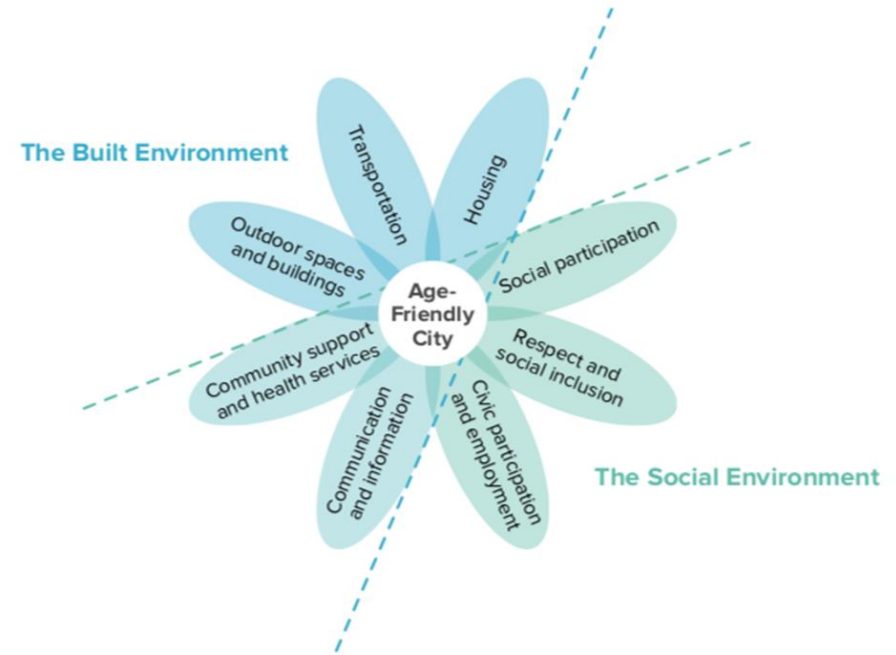 The Built Environment
Transportation
Housing
Outdoor spaces
and buildings
Social participation
Age-
Friendly
City
Community support
and health services
Respect and
social inclusion
Communication
and information
Civic participation
and employment
The Social Environment